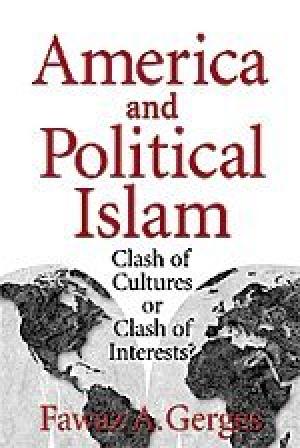 America
and
Political
Islam
Clash of
Cultures
or
Clash of
Interests?
Fawaz A. Gerges